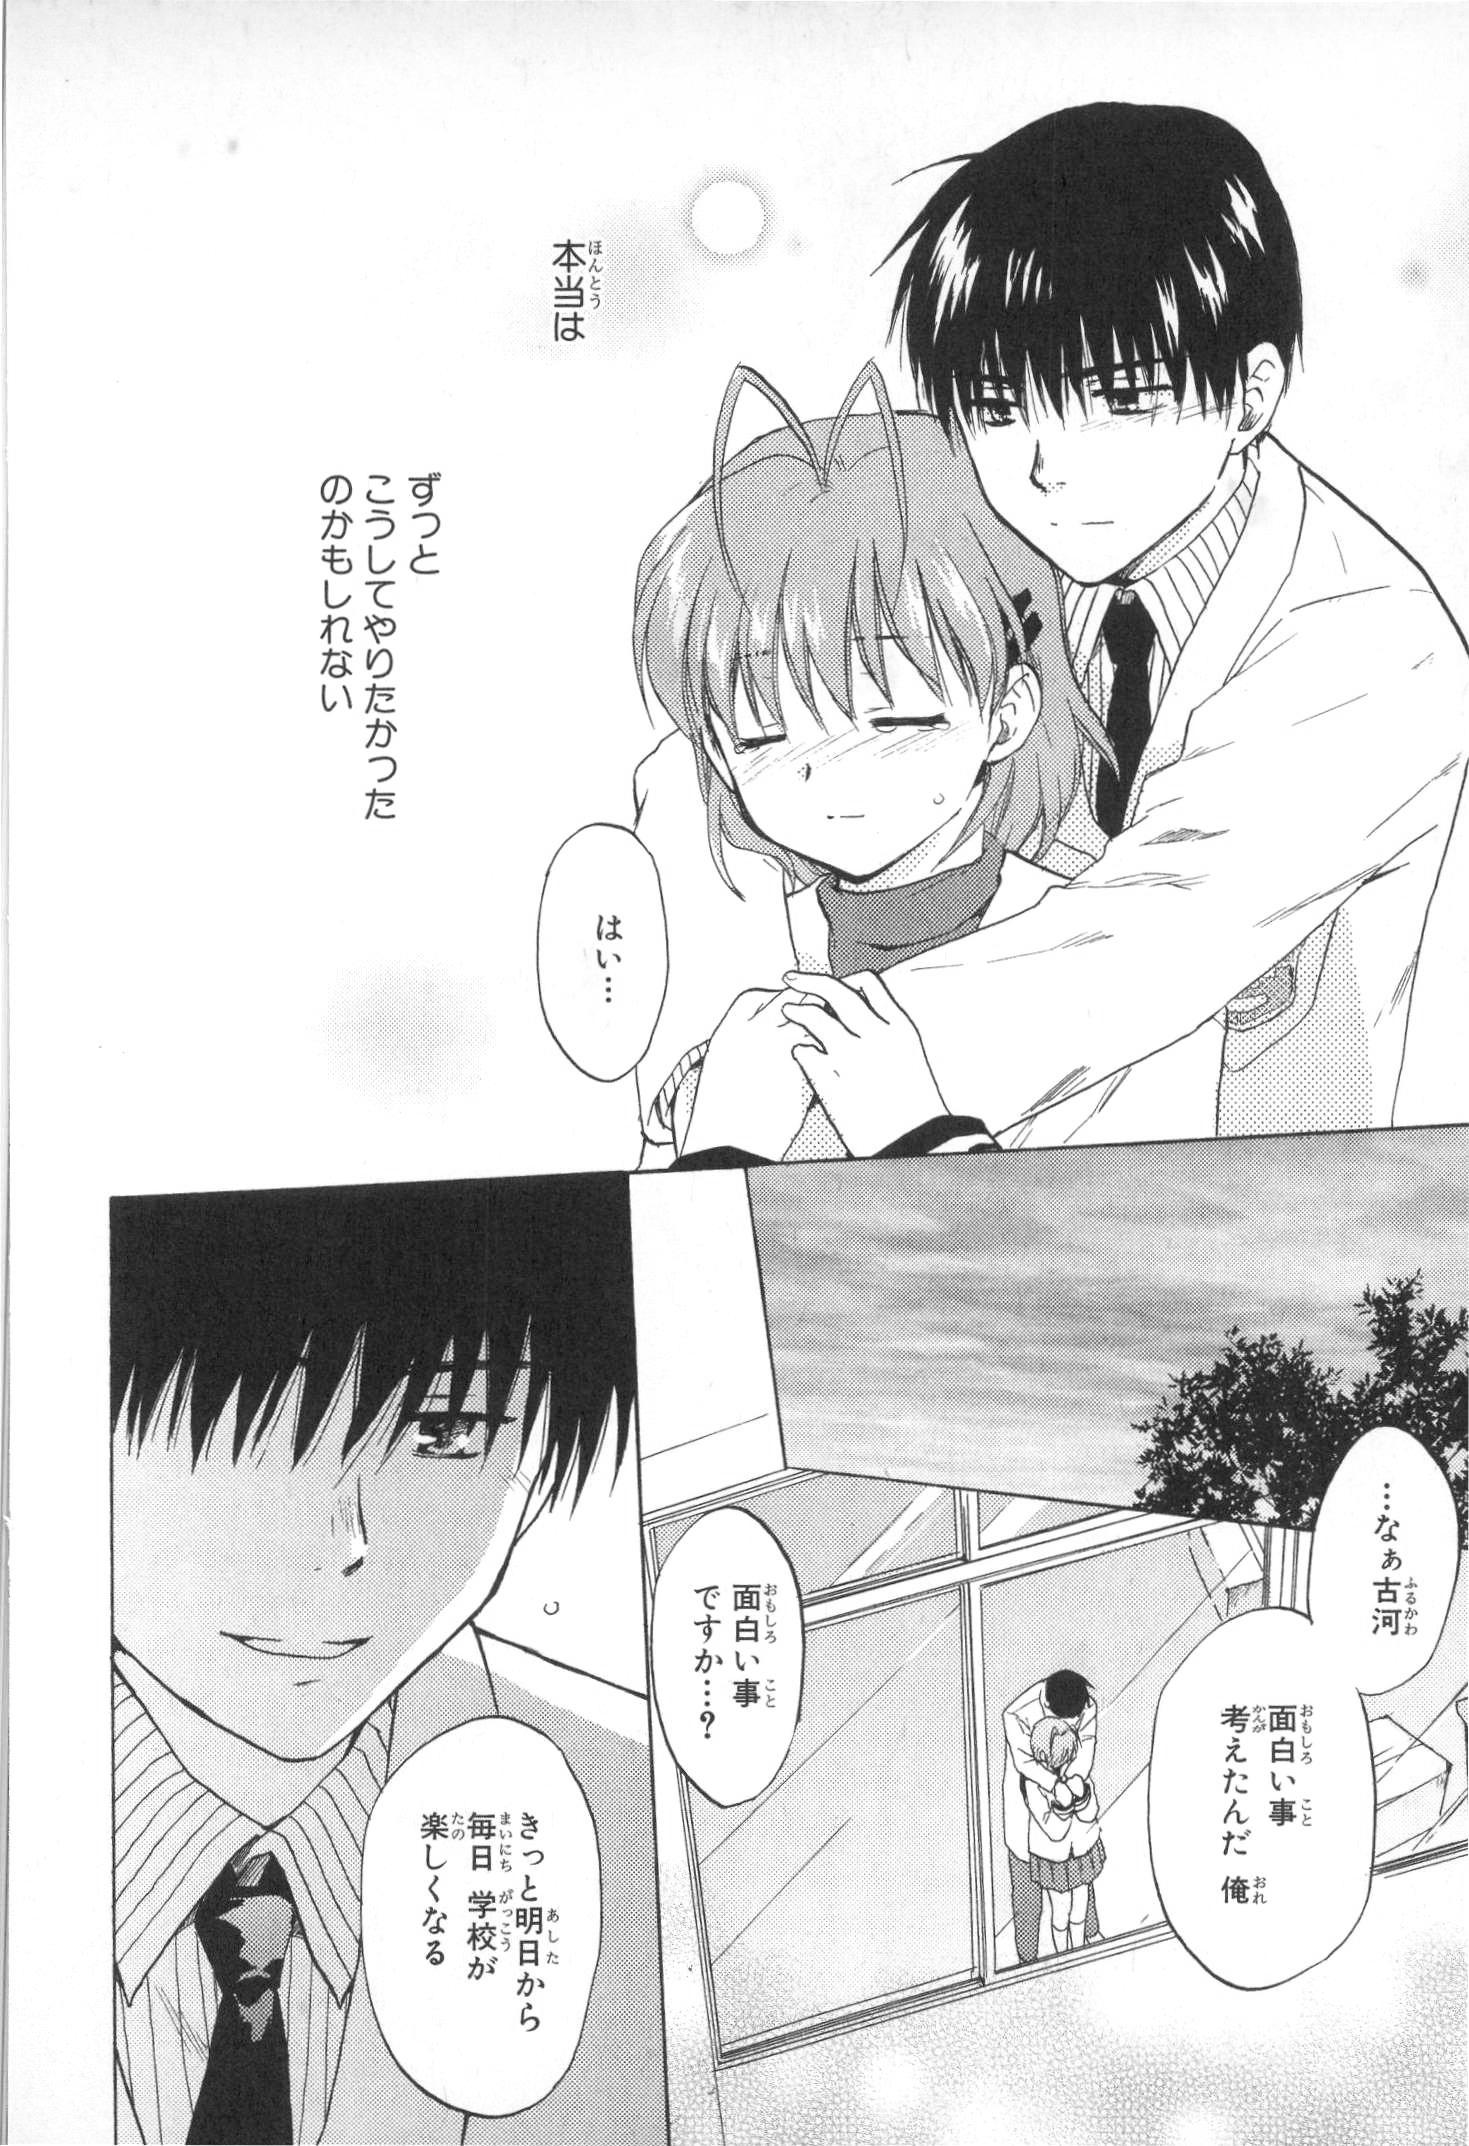 本当は
ずっと
こうしてやりたかった
のかもしれない
はい…
…なぁ古河
面白い事
考えたんだ 俺
面白い事
ですか…?
きっと明日から
毎日 学校が
楽しくなる